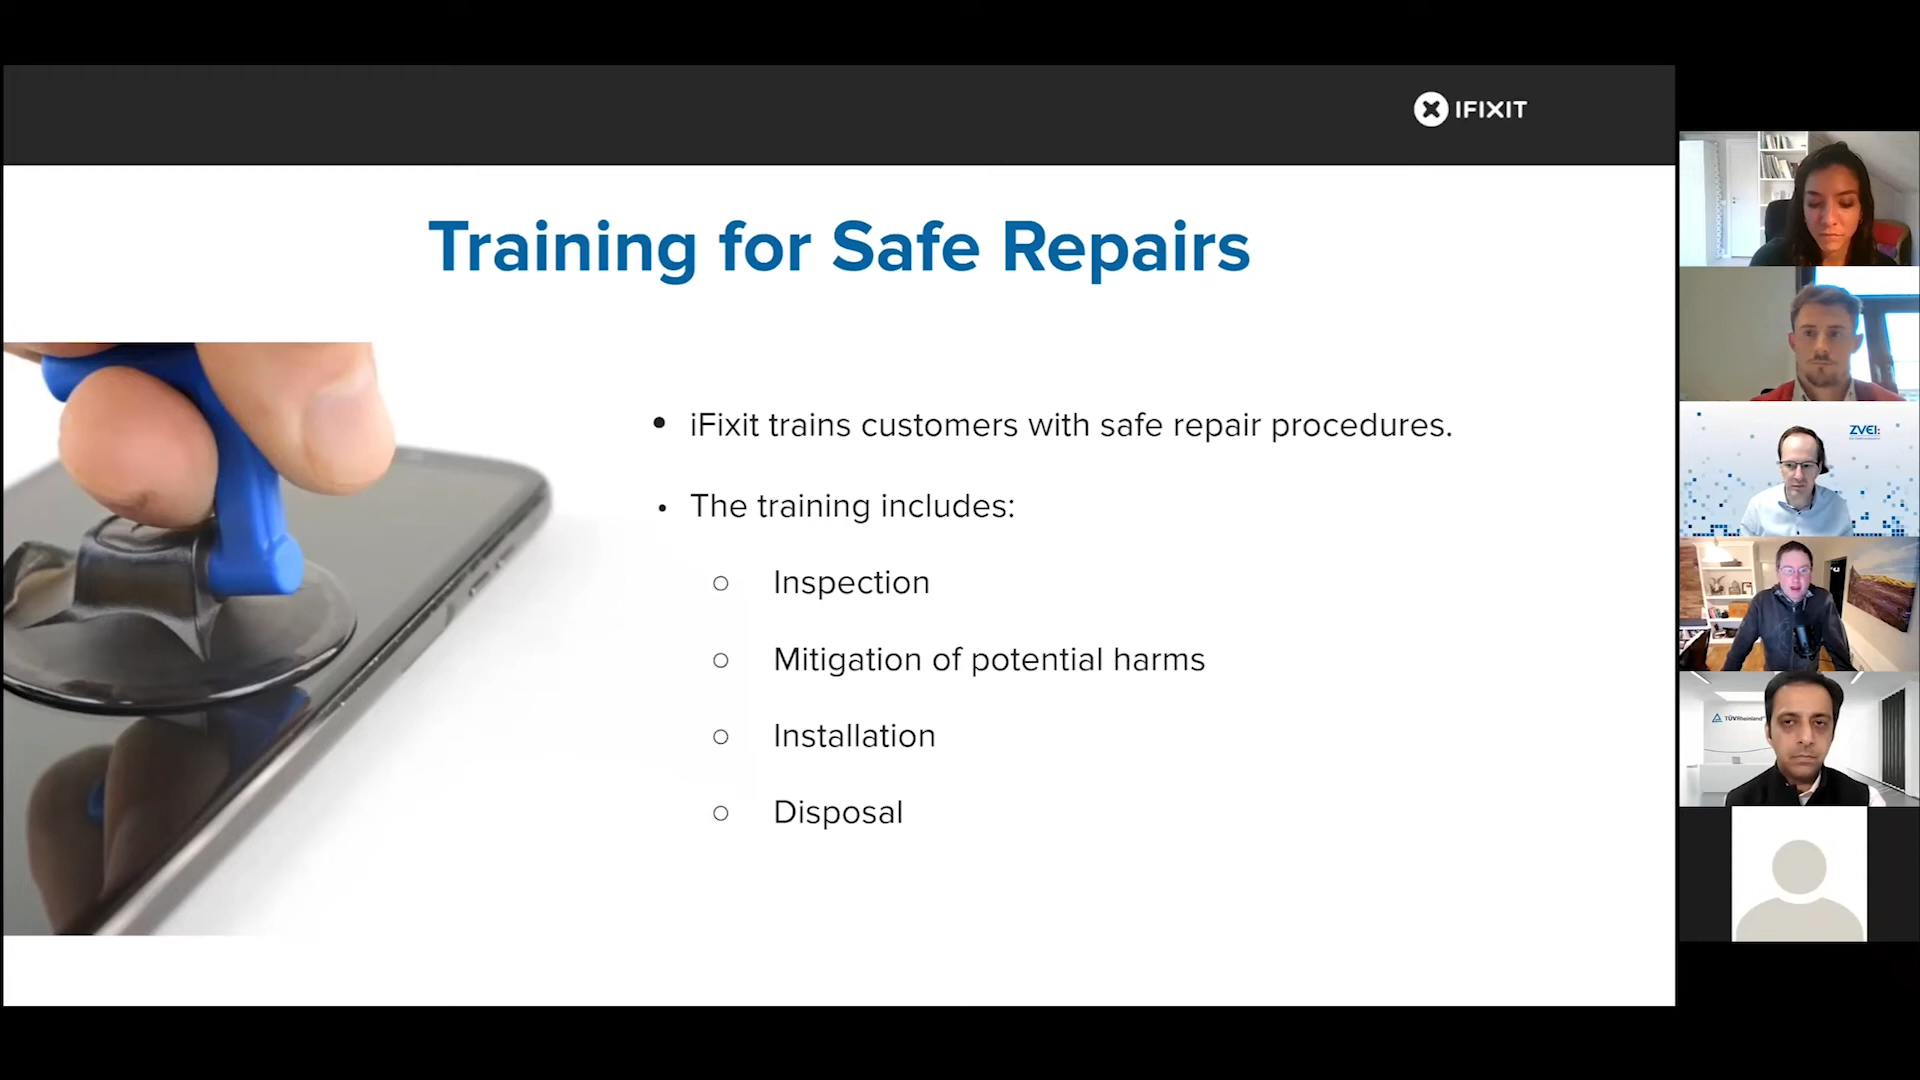 IFIXIT
Training for Safe Repairs
• iFixit trains customers with safe repair procedures.
• The training includes:
○ Inspection
○ Mitigation of potential harms
○ Installation
○ Disposal
ZVEI:
TÜVRheinland